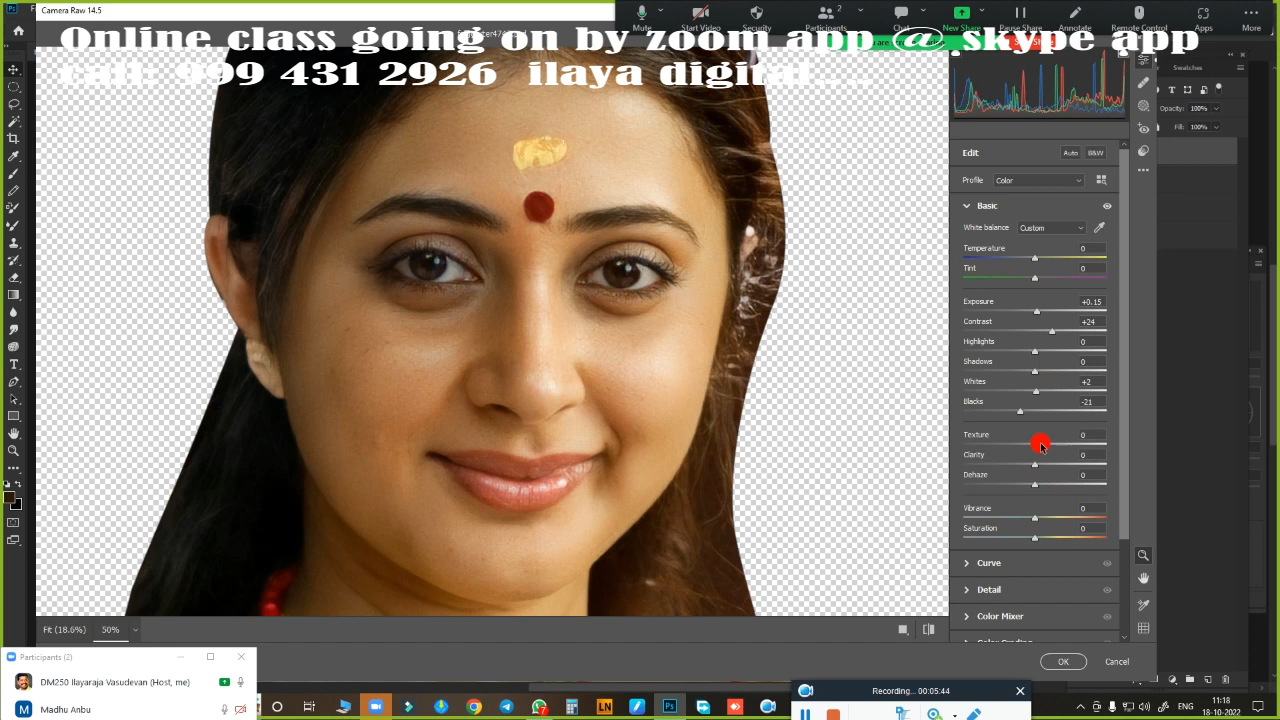 Camera Raw 14.5
Mute
Start Video
Security
Participants
2
Chat
New Share
Pause Share
Annotate
Remote Control
Apps
More
Online class going on by zoom app @ skype app
431 2926 ilaya digital
Swatches
Opacity: 100%
Fill: 100%
Edit
Auto
B&W
Profile
Color
Basic
White balance
Custom
Temperature
0
Tint
0
Exposure
+0.15
Contrast
+24
Highlights
0
Shadows
0
Whites
+2
Blacks
-21
Texture
0
Clarity
0
Dehaze
0
Vibrance
0
Saturation
0
Curve
Detail
Color Mixer
Fit (18.6%)
50%
OK
Cancel
Participants (2)
DM250 Ilayaraja Vasudevan (Host, me)
M Madhu Anbu
Recording... 00:05:44
7
LN
Ps
ENG
11:18
18-10-2022